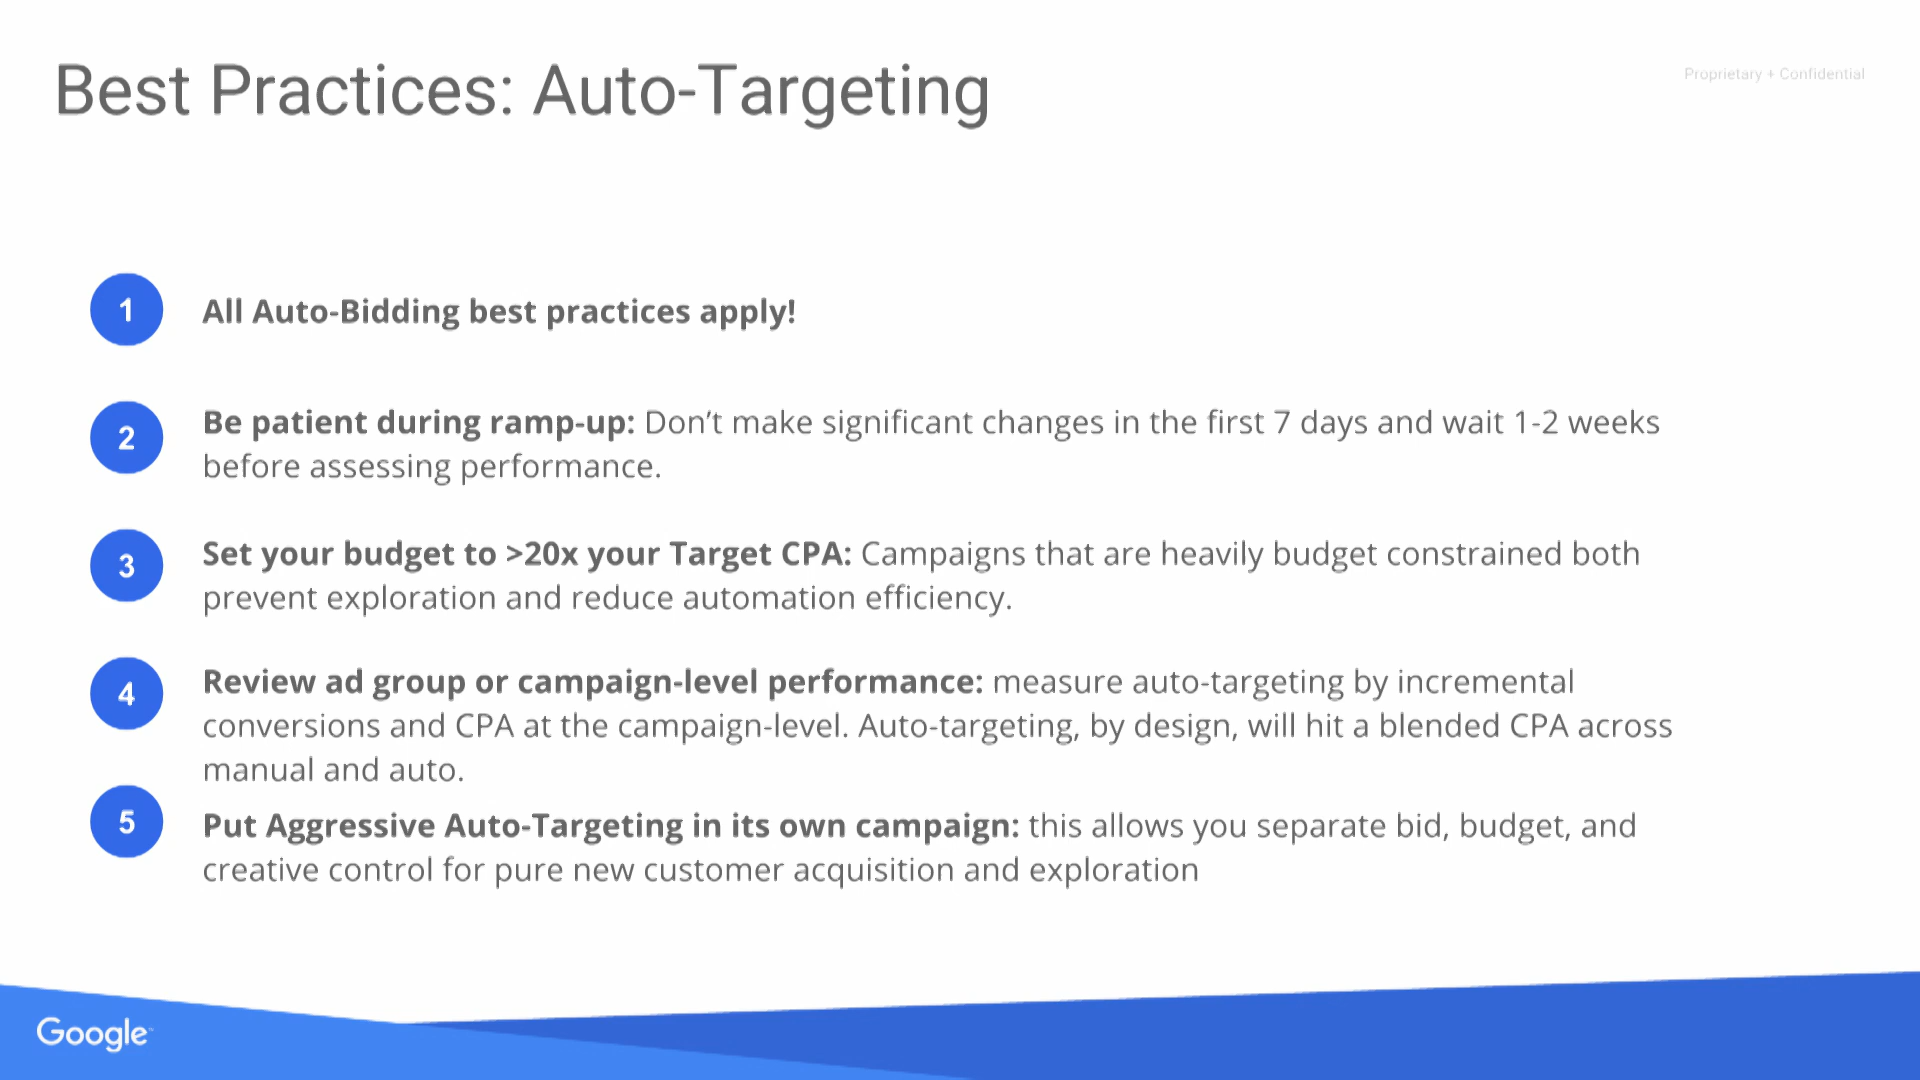 Best Practices: Auto-Targeting
Proprietary + Confidential
1
All Auto-Bidding best practices apply!
2
Be patient during ramp-up: Don’t make significant changes in the first 7 days and wait 1-2 weeks
before assessing performance.
3
Set your budget to >20x your Target CPA: Campaigns that are heavily budget constrained both
prevent exploration and reduce automation efficiency.
4
Review ad group or campaign-level performance: measure auto-targeting by incremental
conversions and CPA at the campaign-level. Auto-targeting, by design, will hit a blended CPA across
manual and auto.
5
Put Aggressive Auto-Targeting in its own campaign: this allows you separate bid, budget, and
creative control for pure new customer acquisition and exploration
Google